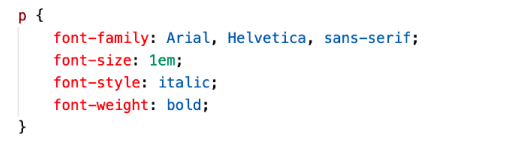 p {
    font-family: Arial, Helvetica, sans-serif;
    font-size: 1em;
    font-style: italic;
    font-weight: bold;
}